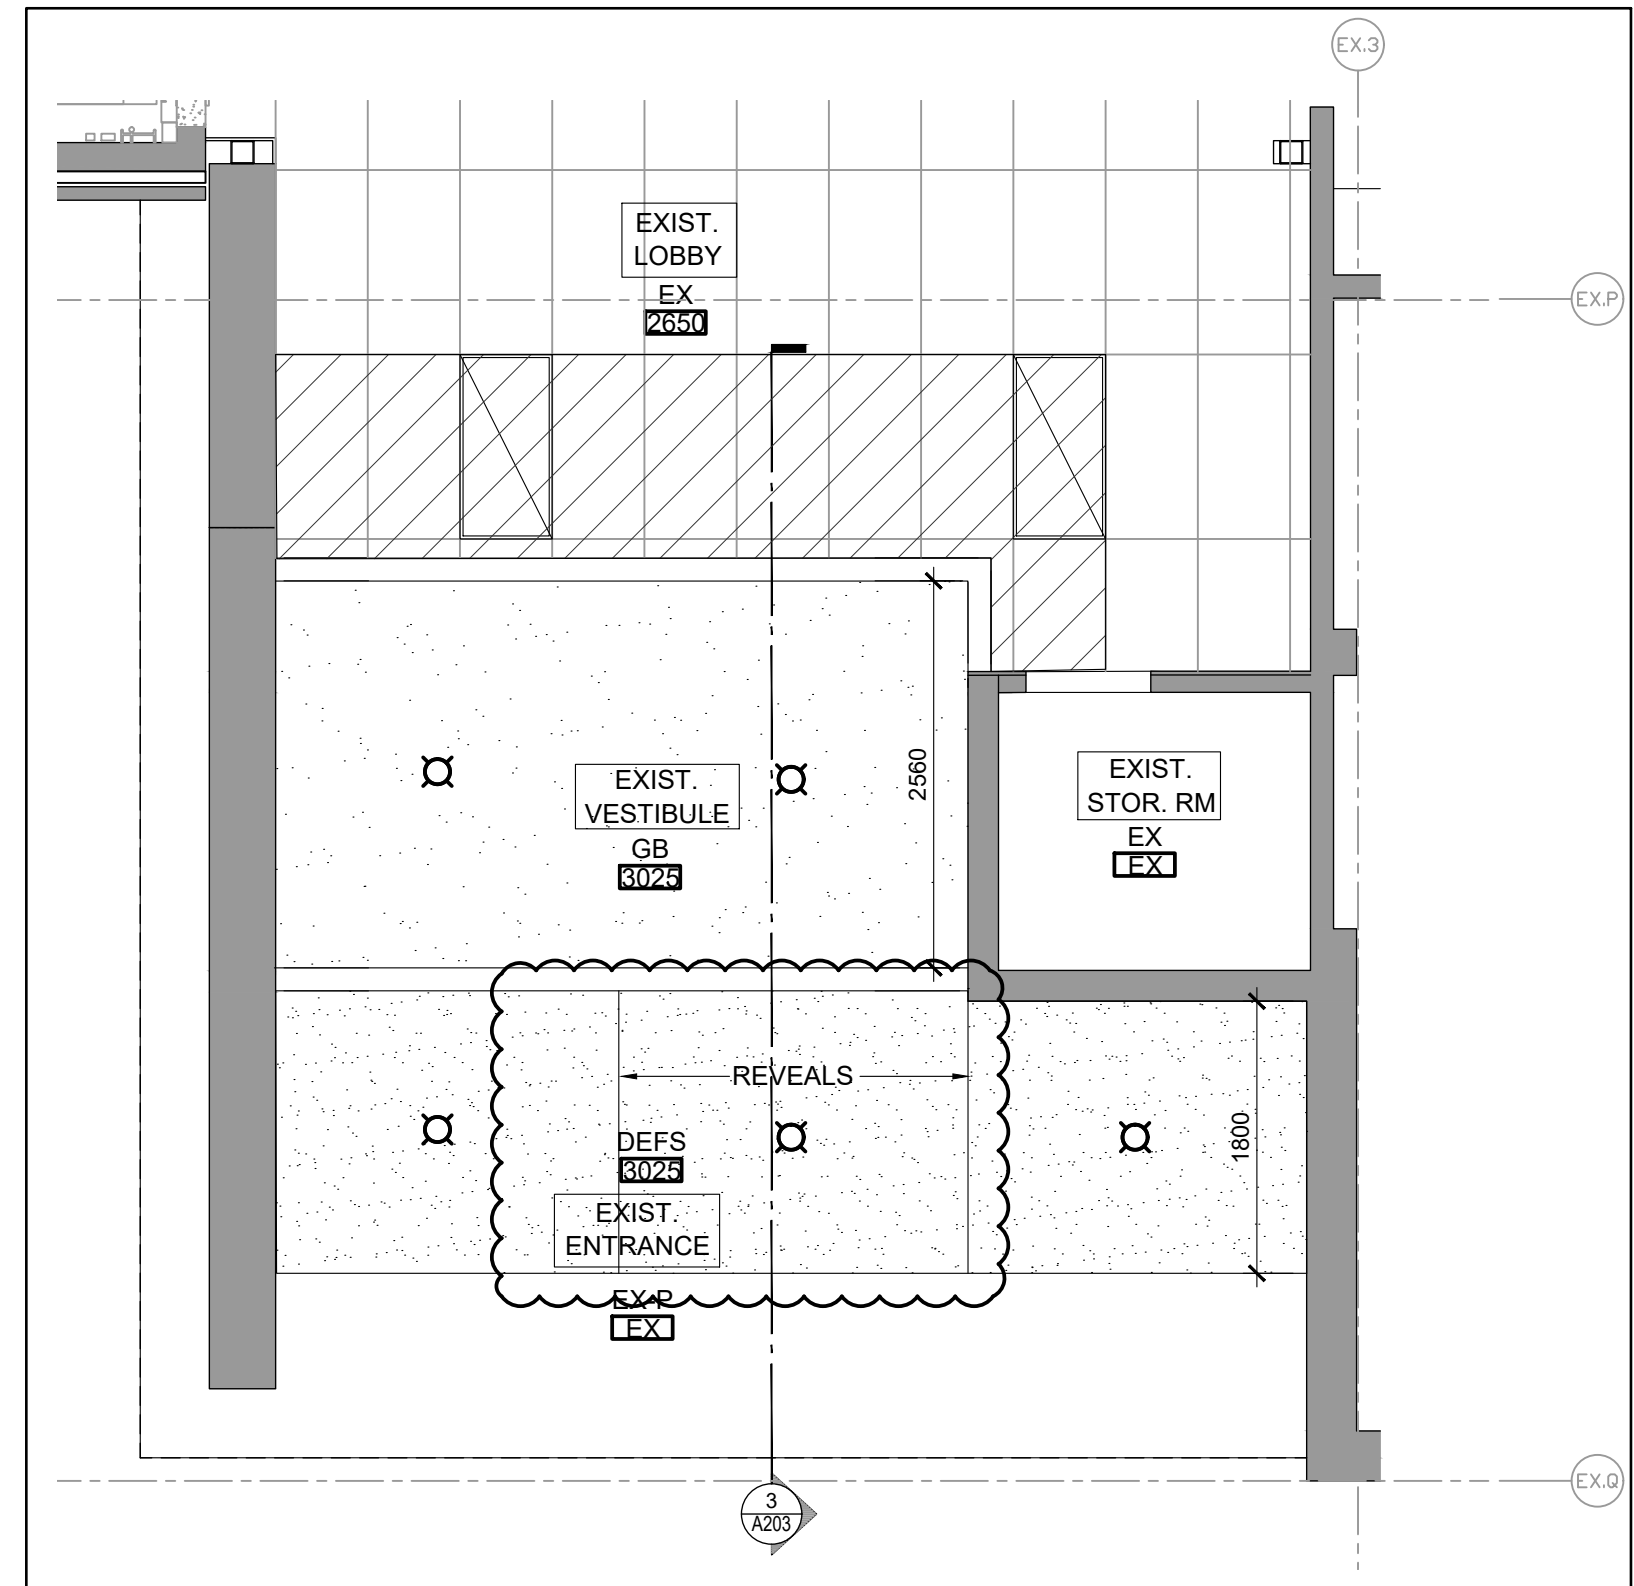 EX.3
EXIST.
LOBBY
EX
2650
EX.P
EXIST.
VESTIBULE
GB
3025
2560
EXIST.
STOR. RM
EX
EX
REVEALS
DEFS
3025
EXIST.
ENTRANCE
1800
EX-P
EX
EX.Q
3
A203